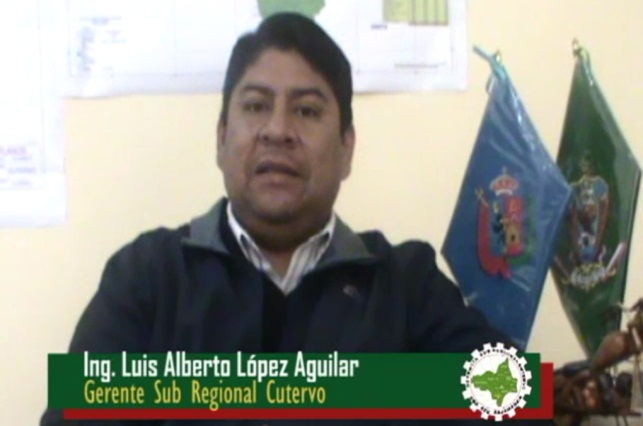 Ing. Luis Alberto López Aguilar
Gerente Sub Regional Cutervo